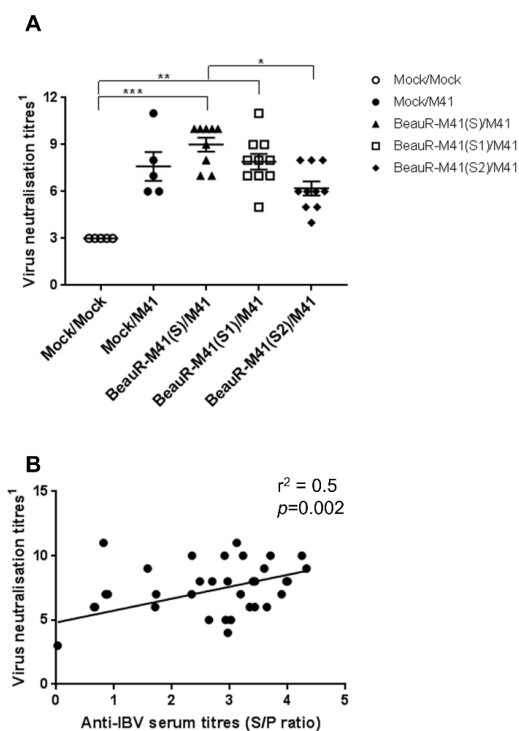 A
*
**
***
Virus neutralisation titres¹
12
9
6
3
0
Mock/Mock
Mock/M41
BeauR-M41(S)/M41
BeauR-M41(S1)/M41
BeauR-M41(S2)/M41
Mock/Mock
Mock/M41
BeauR-M41(S)/M41
BeauR-M41(S1)/M41
BeauR-M41(S2)/M41
B
r² = 0.5
p=0.002
Virus neutralisation titres¹
15
10
5
0
0 1 2 3 4 5
Anti-IBV serum titres (S/P ratio)